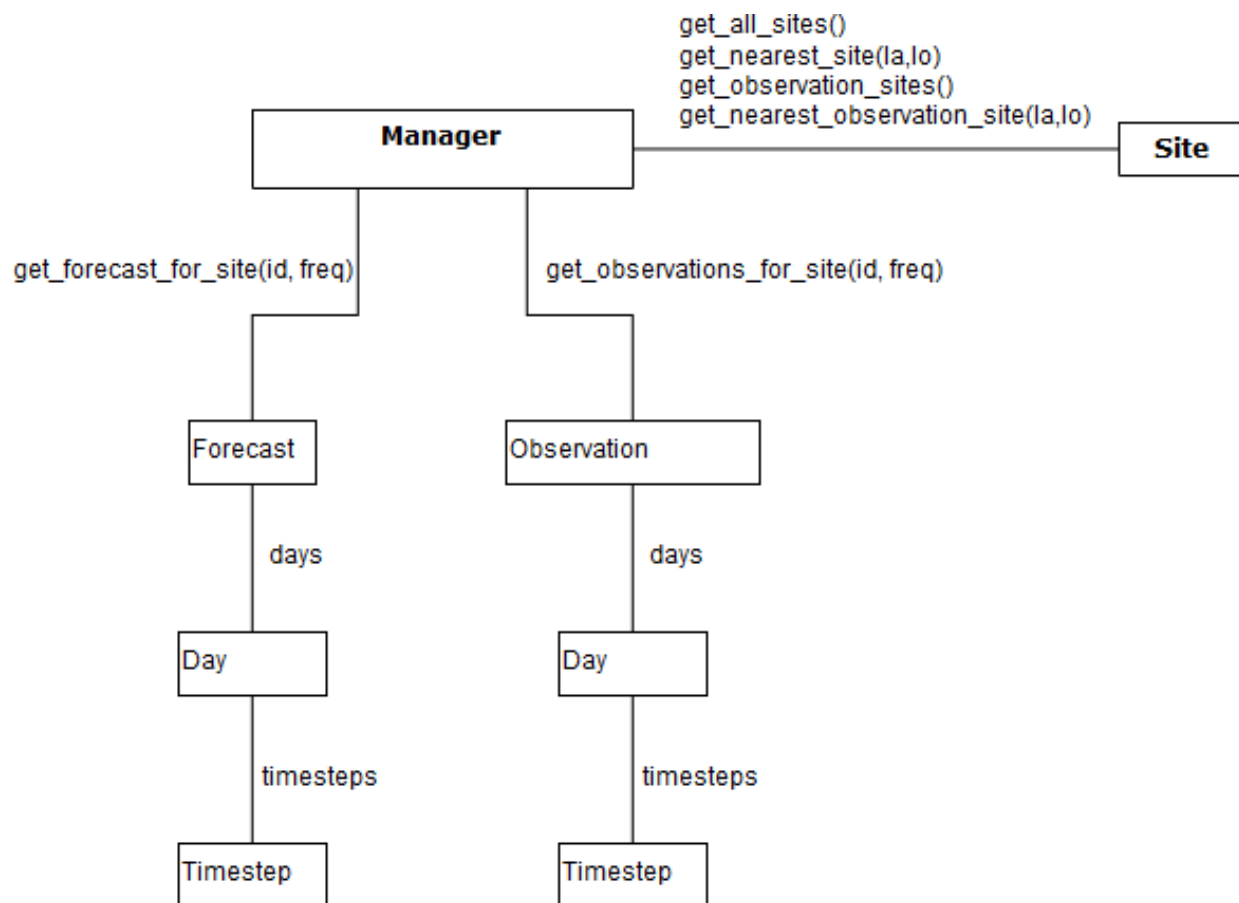 get_all_sites()
get_nearest_site(la,lo)
get_observation_sites()
get_nearest_observation_site(la,lo)
Manager
Site
get_forecast_for_site(id, freq)
get_observations_for_site(id, freq)
Forecast
Observation
days
days
Day
Day
timesteps
timesteps
Timestep
Timestep